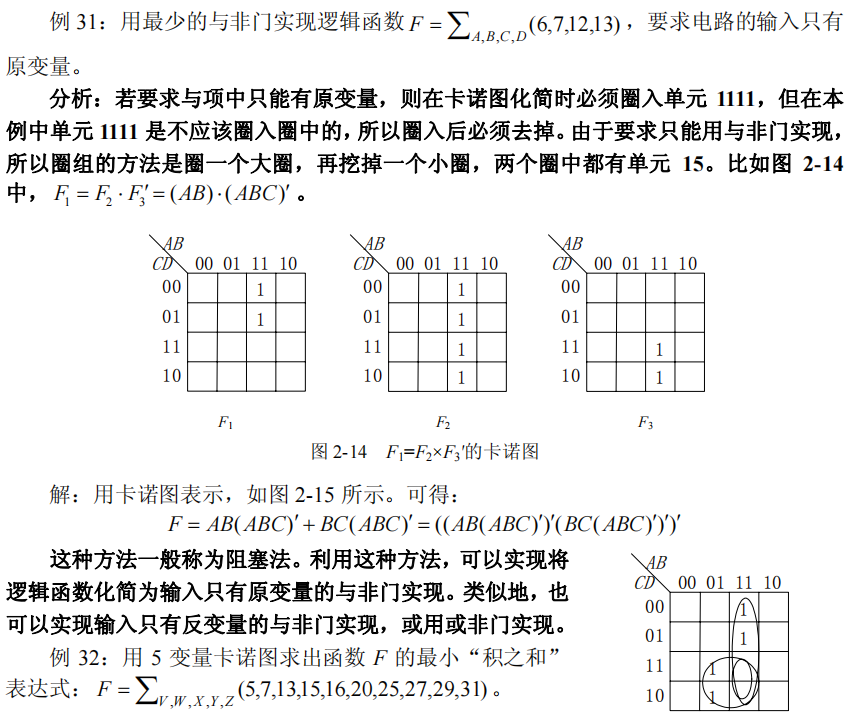 例 31：用最少的与非门实现逻辑函数 F = ∑A,B,C,D(6,7,12,13)，要求电路的输入只有
原变量。
分析：若要求与项中只能有原变量，则在卡诺图化简时必须圈入单元 1111，但在本
例中单元 1111 是不应该圈入圈中的，所以圈入后必须去掉。由于要求只能用与非门实现，
所以圈组的方法是圈一个大圈，再挖掉一个小圈，两个圈中都有单元 15。比如图 2-14
中，F1 = F2 · F3′ = (AB) · (ABC)′ 。
AB AB AB
CD 00 01 11 10 CD 00 01 11 10 CD 00 01 11 10
00 1 00 1 00
01 1 01 1 01
11 11 1 11 1
10 10 1 10 1
F1 F2 F3
图 2-14 F1=F2×F3′的卡诺图
解：用卡诺图表示，如图 2-15 所示。可得：
F = AB(ABC)′ + BC(ABC)′ = ((AB(ABC)′)′(BC(ABC)′)′)′
这种方法一般称为阻塞法。利用这种方法，可以实现将
逻辑函数化简为输入只有原变量的与非门实现。类似地，也
可以实现输入只有反变量的与非门实现，或用或非门实现。
例 32：用 5 变量卡诺图求出函数 F 的最小“积之和”
表达式：F = ∑V,W,X,Y,Z(5,7,13,15,16,20,25,27,29,31) 。
AB
CD 00 01 11 10
00 1
01 1
11 1
10 1